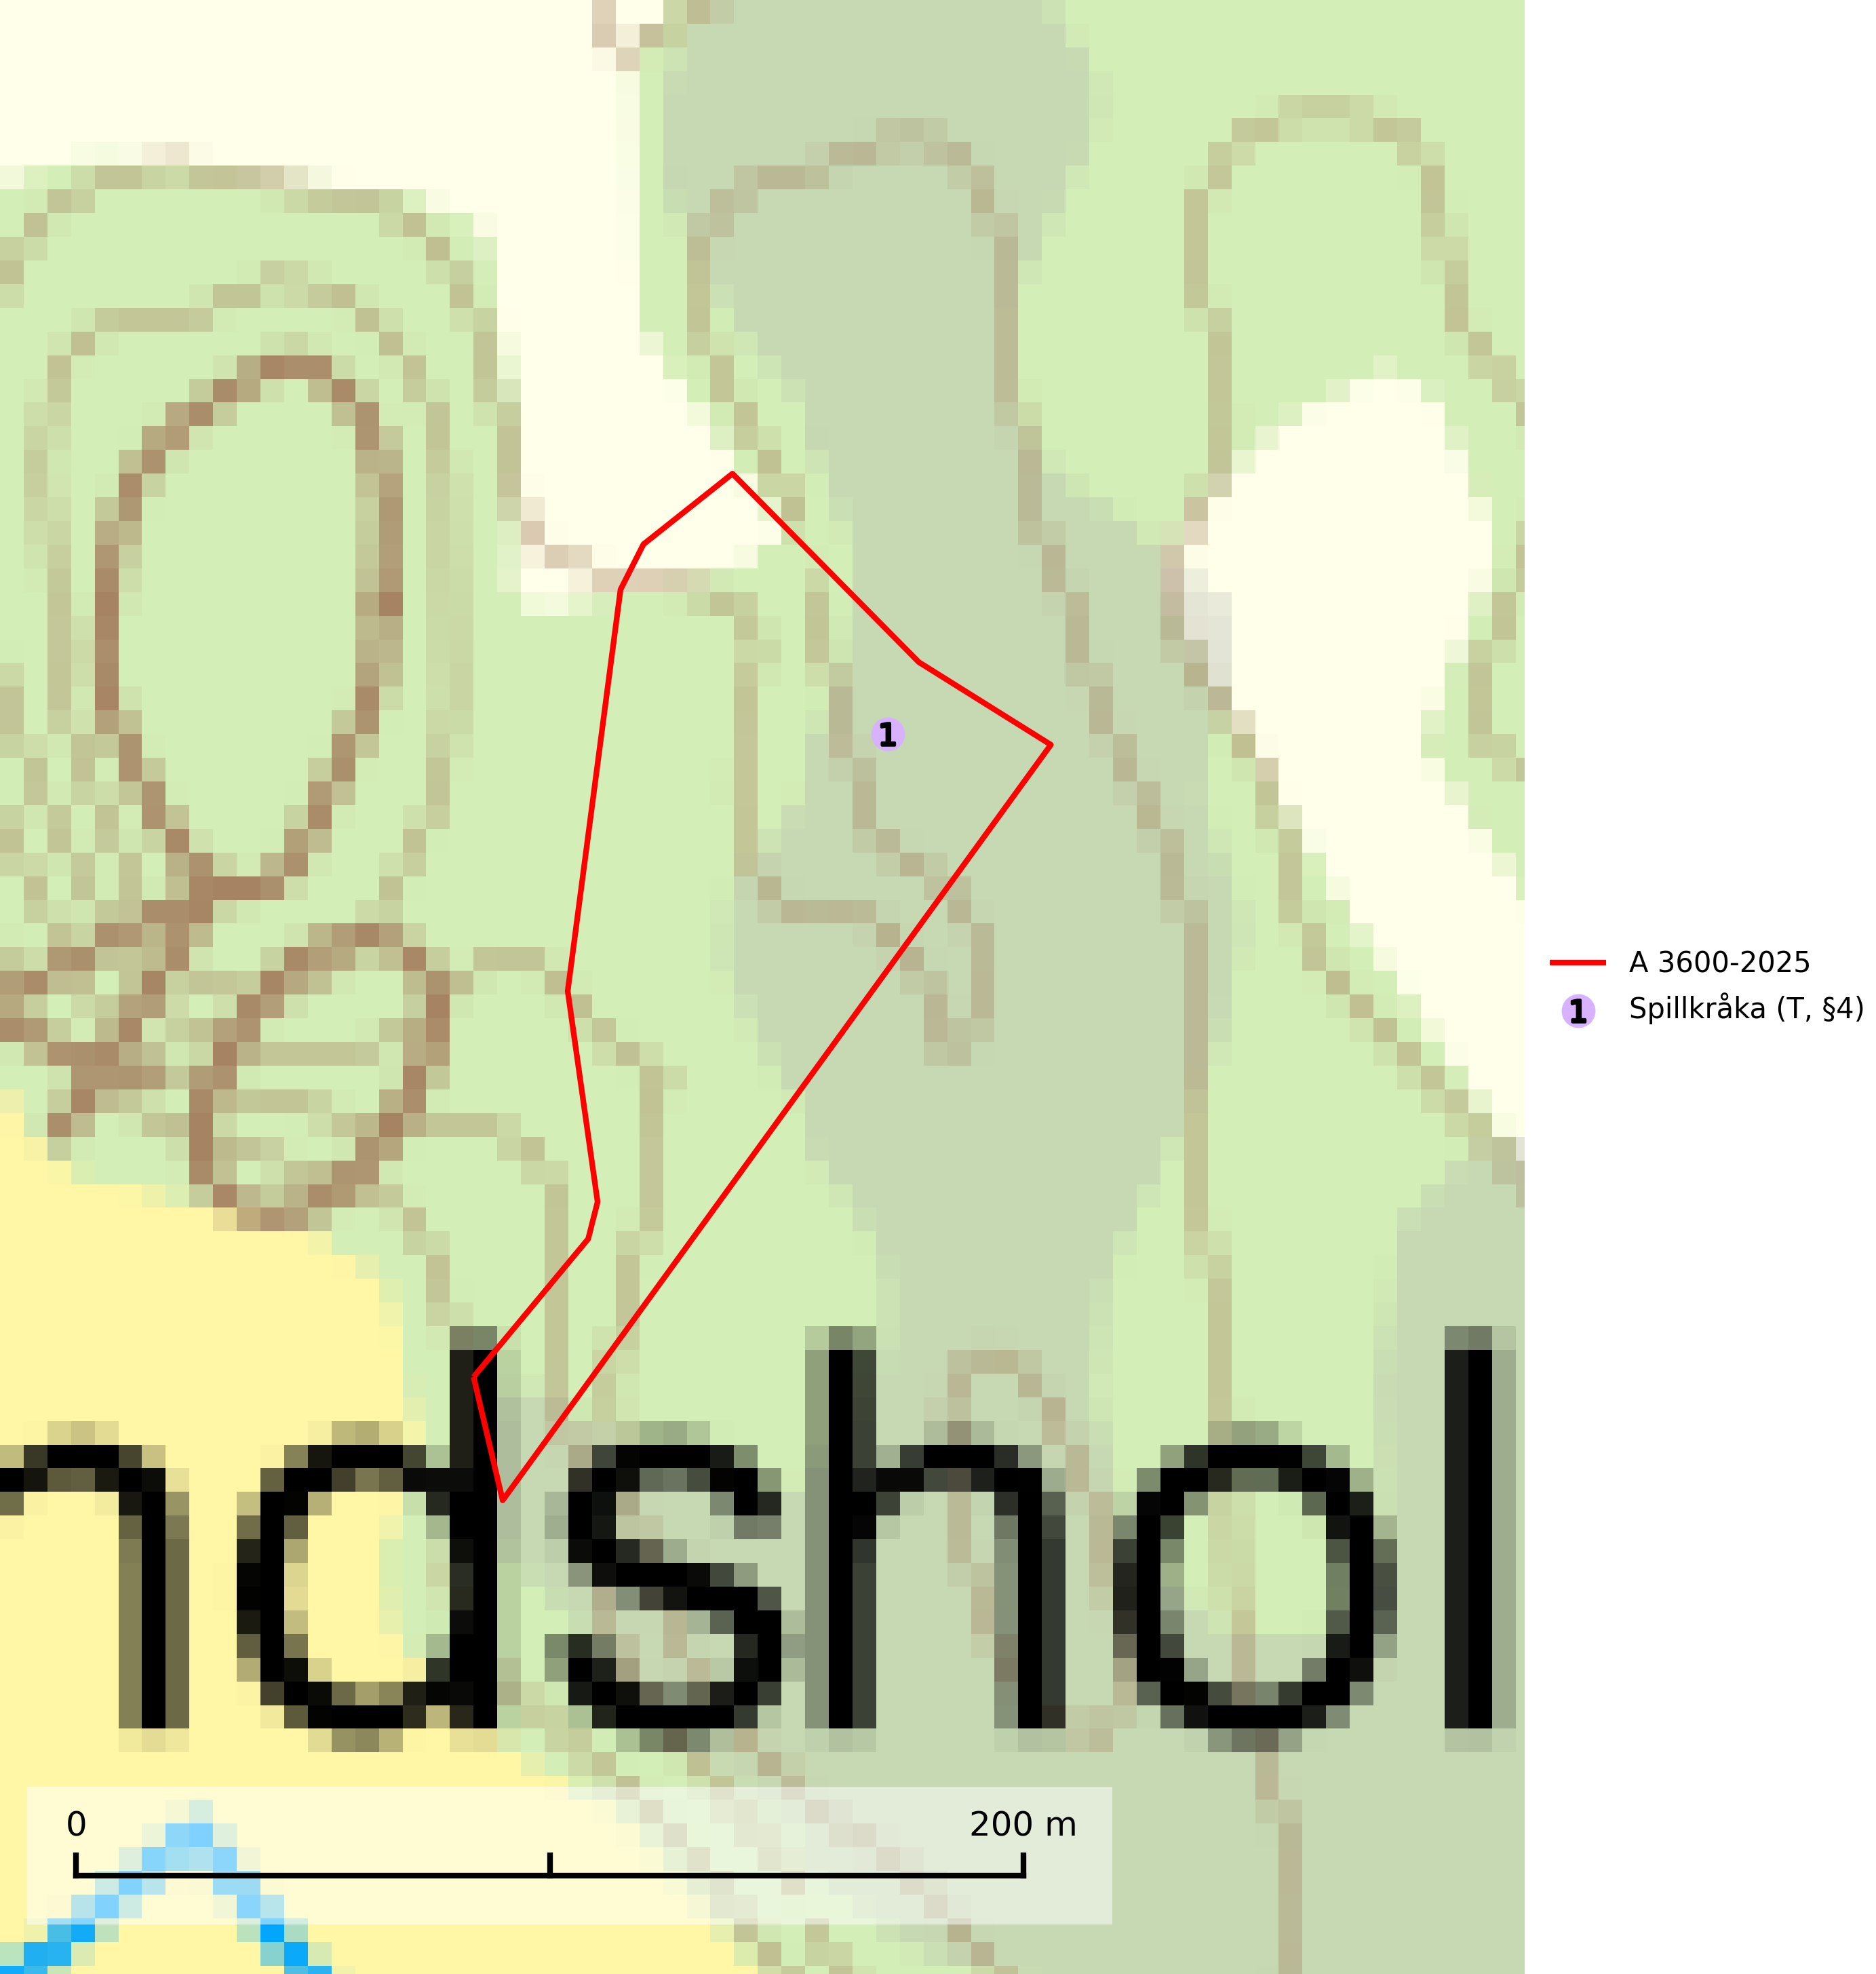 1
A 3600-2025
1 Spillkråka (T, §4)
ndshol
0 200 m